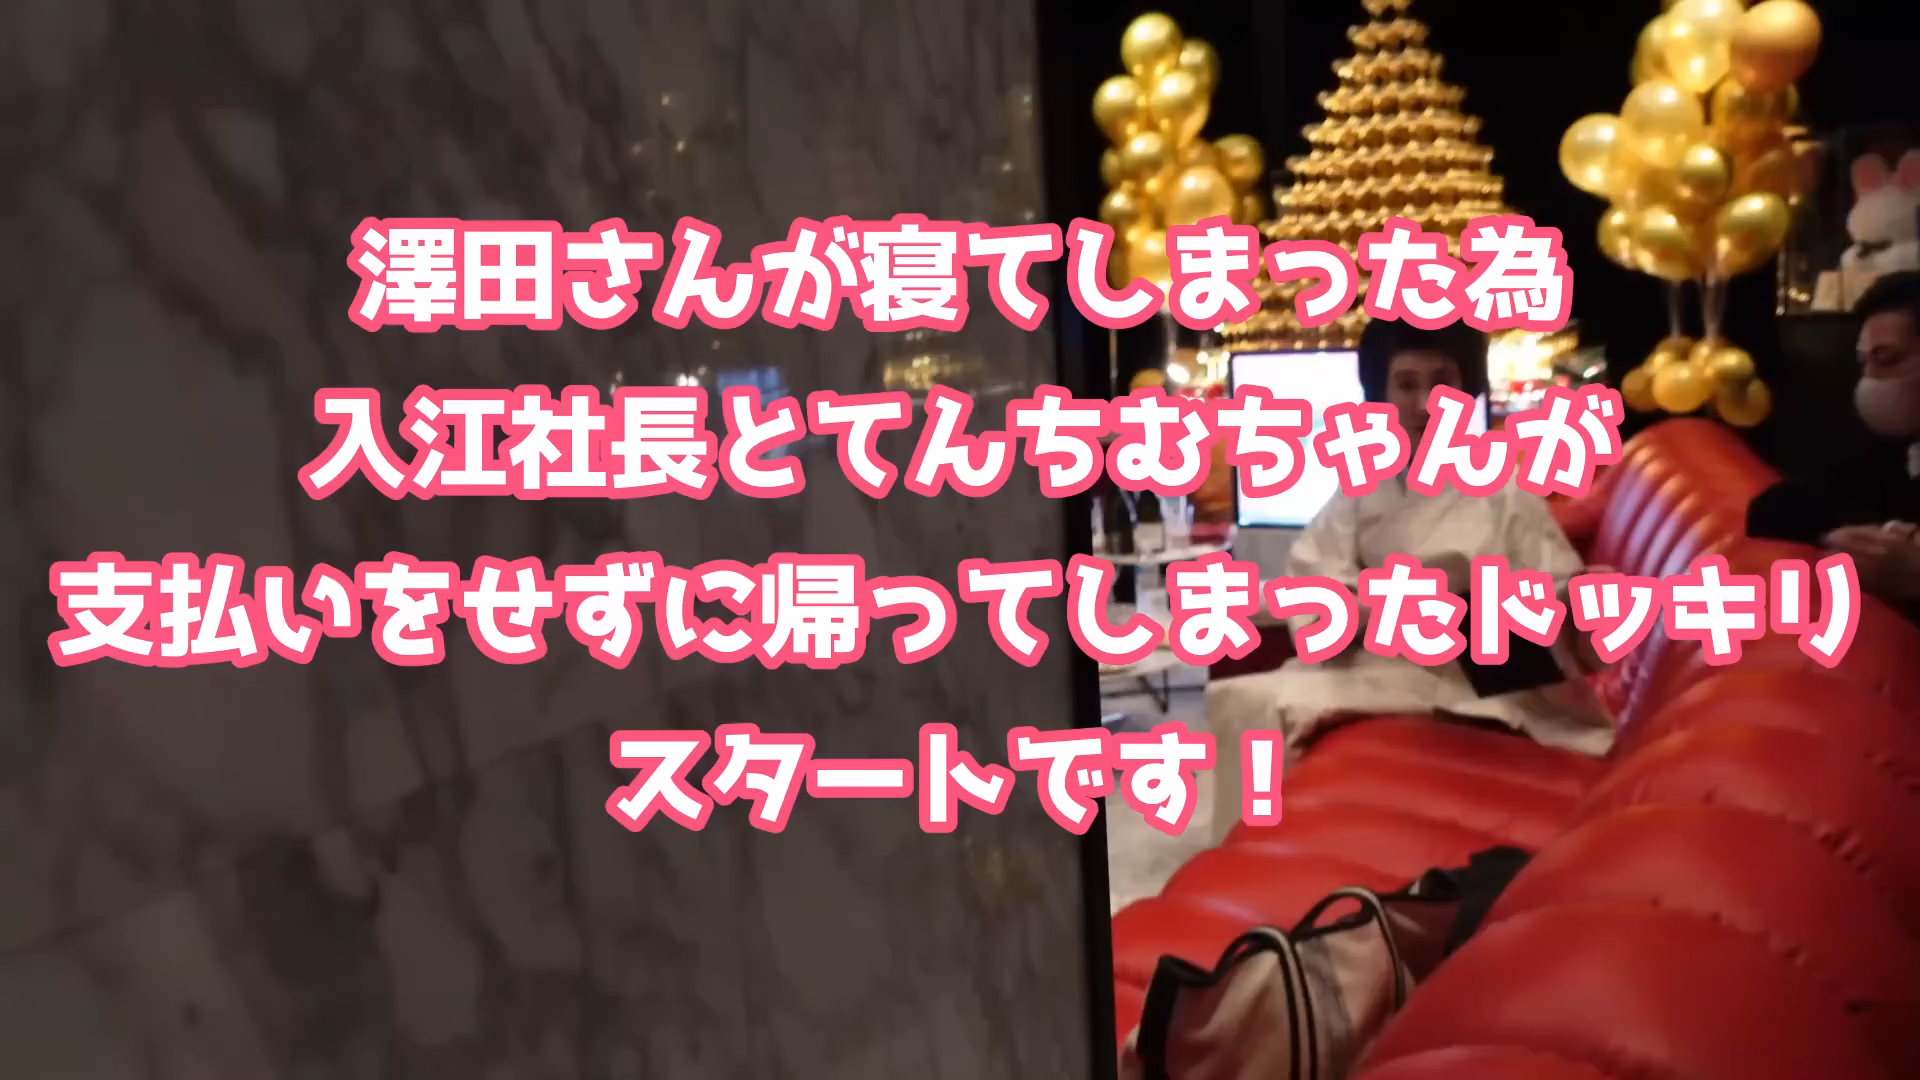 澤田さんが寝てしまった為
入江社長とてんちむちゃんが
支払いをせずに帰ってしまったドッキリ
スタートです！